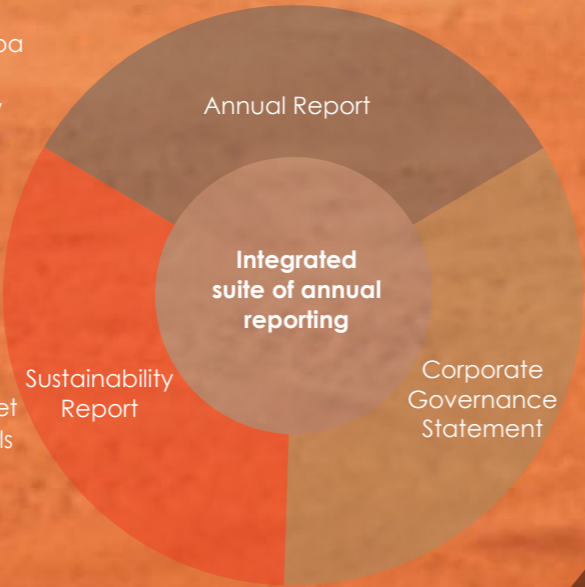 Annual Report
Integrated
suite of annual
reporting
Sustainability
Report
Corporate
Governance
Statement